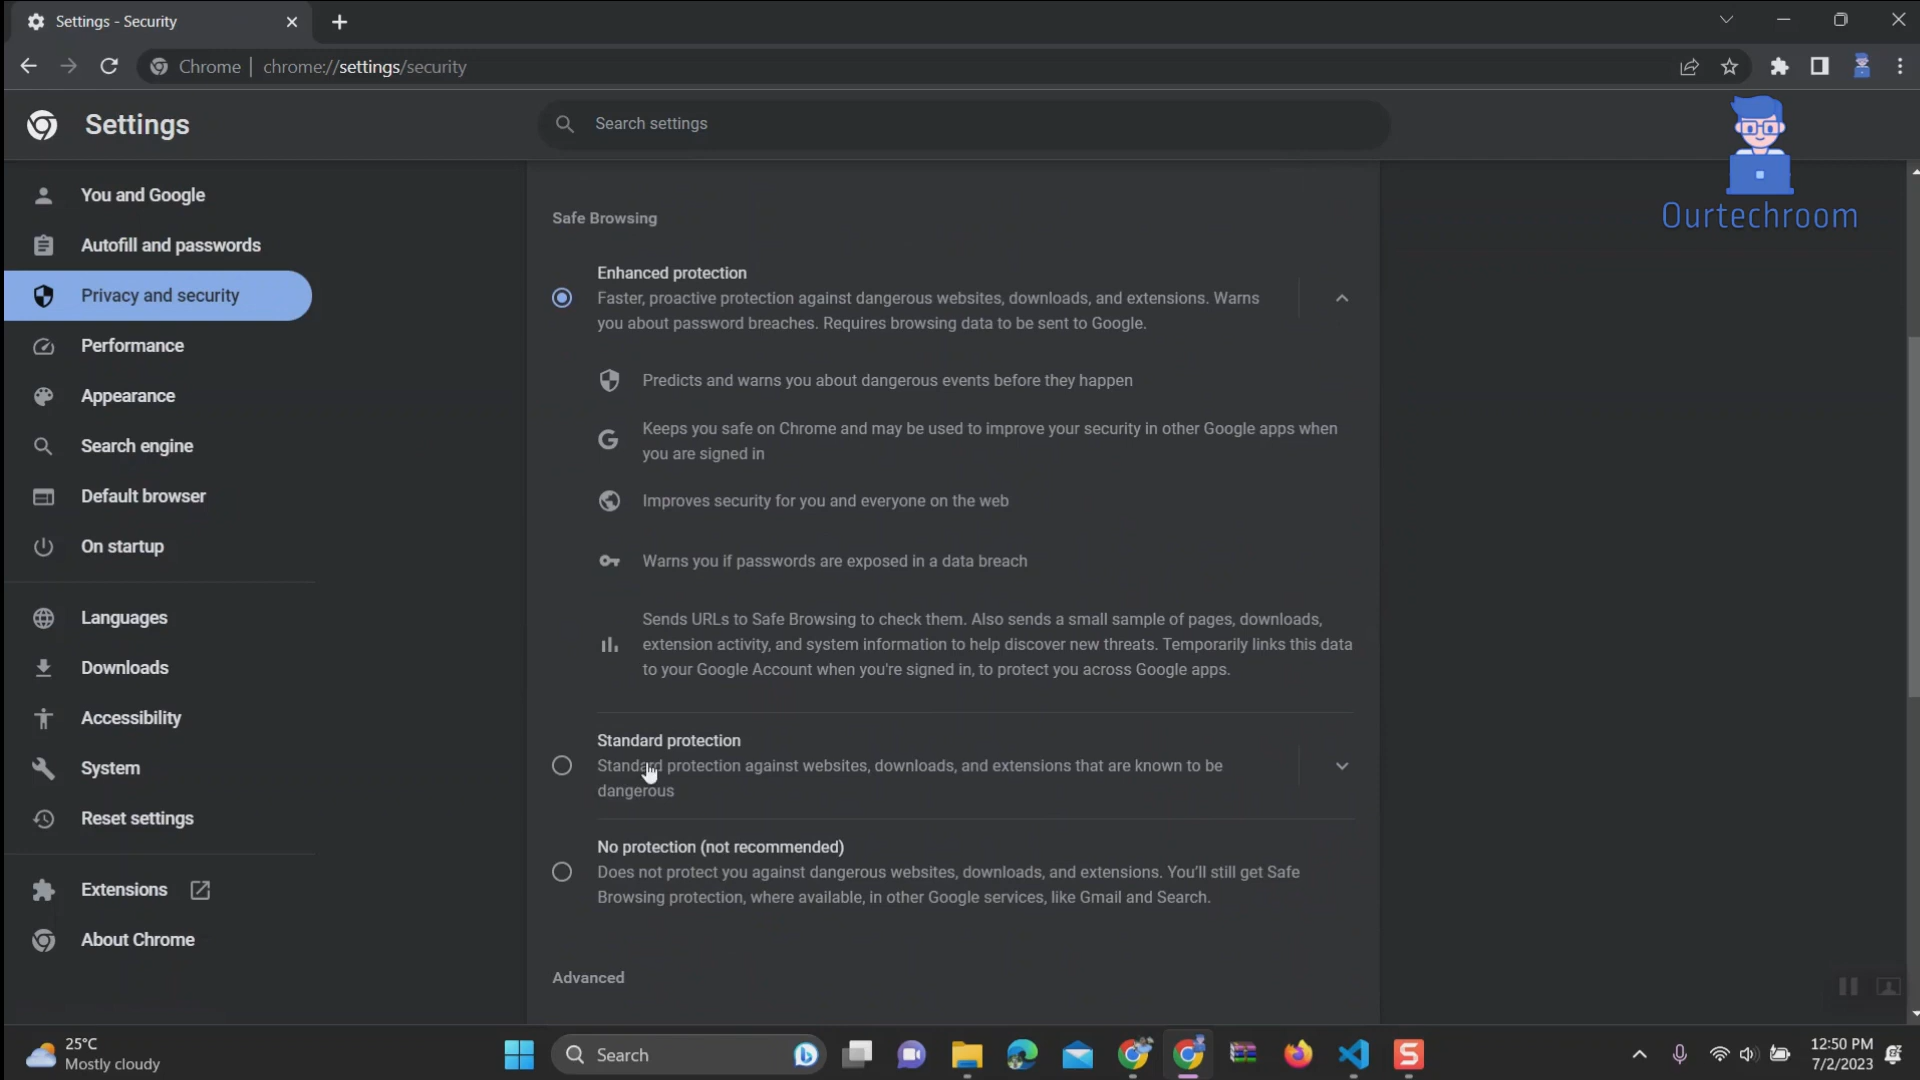 Settings - Security
Chrome | chrome://settings/security
Settings
Search settings
Ourtechroom
You and Google
Autofill and passwords
Privacy and security
Performance
Appearance
Search engine
Default browser
On startup
Languages
Downloads
Accessibility
System
Reset settings
Extensions
About Chrome
Safe Browsing
Enhanced protection
Faster, proactive protection against dangerous websites, downloads, and extensions. Warns
you about password breaches. Requires browsing data to be sent to Google.
Predicts and warns you about dangerous events before they happen
Keeps you safe on Chrome and may be used to improve your security in other Google apps when
you are signed in
Improves security for you and everyone on the web
Warns you if passwords are exposed in a data breach
Sends URLs to Safe Browsing to check them. Also sends a small sample of pages, downloads,
extension activity, and system information to help discover new threats. Temporarily links this data
to your Google Account when you're signed in, to protect you across Google apps.
Standard protection
Standard protection against websites, downloads, and extensions that are known to be
dangerous
No protection (not recommended)
Does not protect you against dangerous websites, downloads, and extensions. You'll still get Safe
Browsing protection, where available, in other Google services, like Gmail and Search.
Advanced
25°C
Mostly cloudy
Search
12:50 PM
7/2/2023